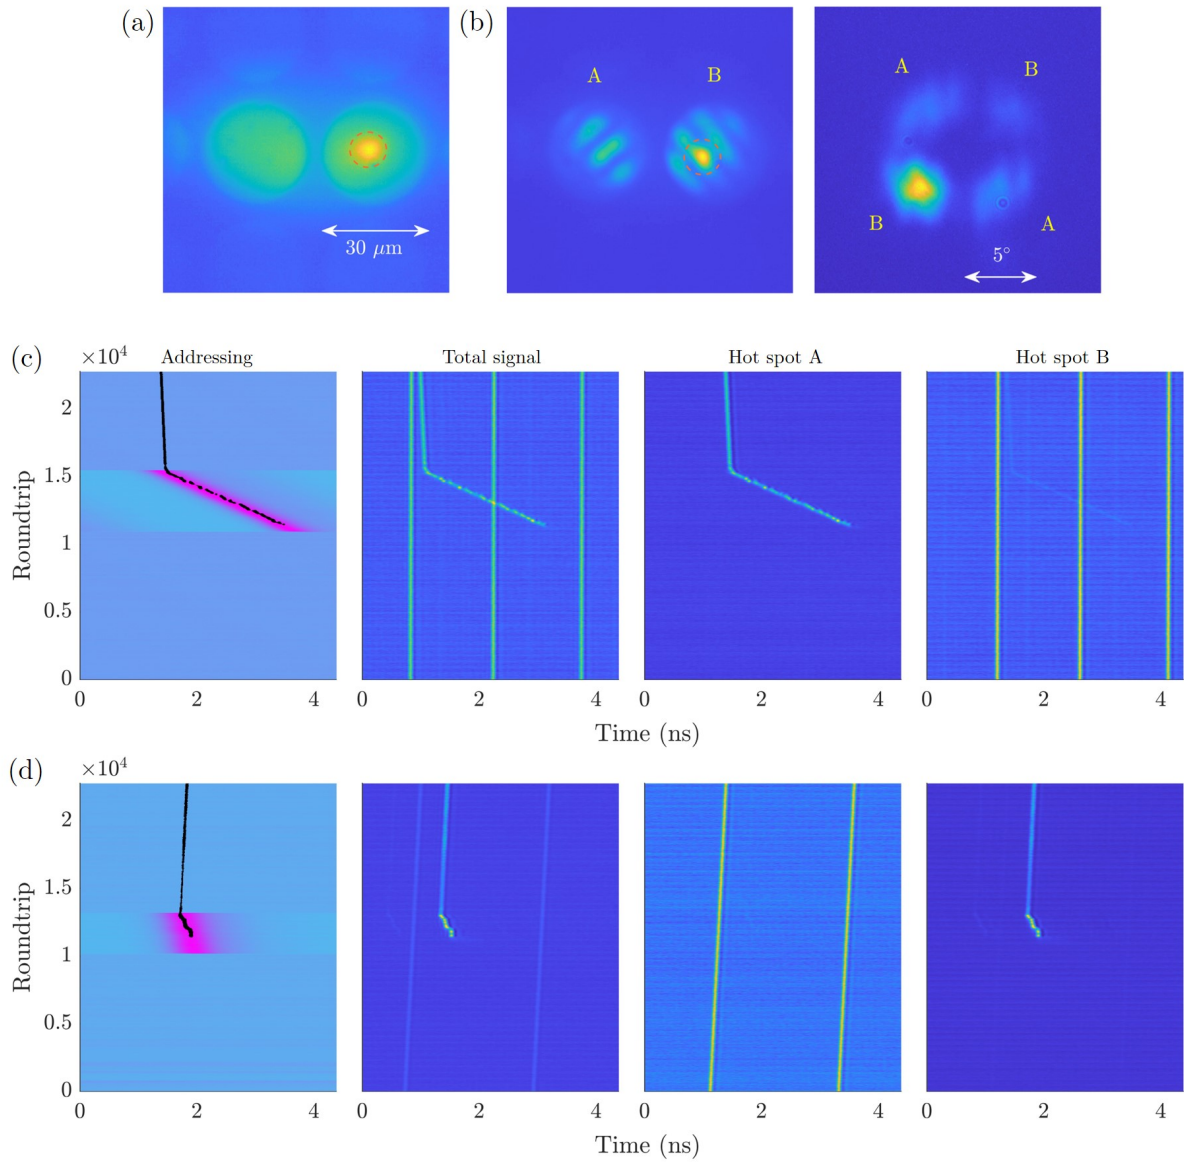 (a)
30 μm
(b)
A
B
A
B
B
A
5°
(c)
×10⁴
Addressing
Total signal
Hot spot A
Hot spot B
Roundtrip
2
1.5
1
0.5
0
0 2 4
0 2 4
0 2 4
0 2 4
Time (ns)
(d)
×10⁴
Roundtrip
2
1.5
1
0.5
0
0 2 4
0 2 4
0 2 4
0 2 4
Time (ns)